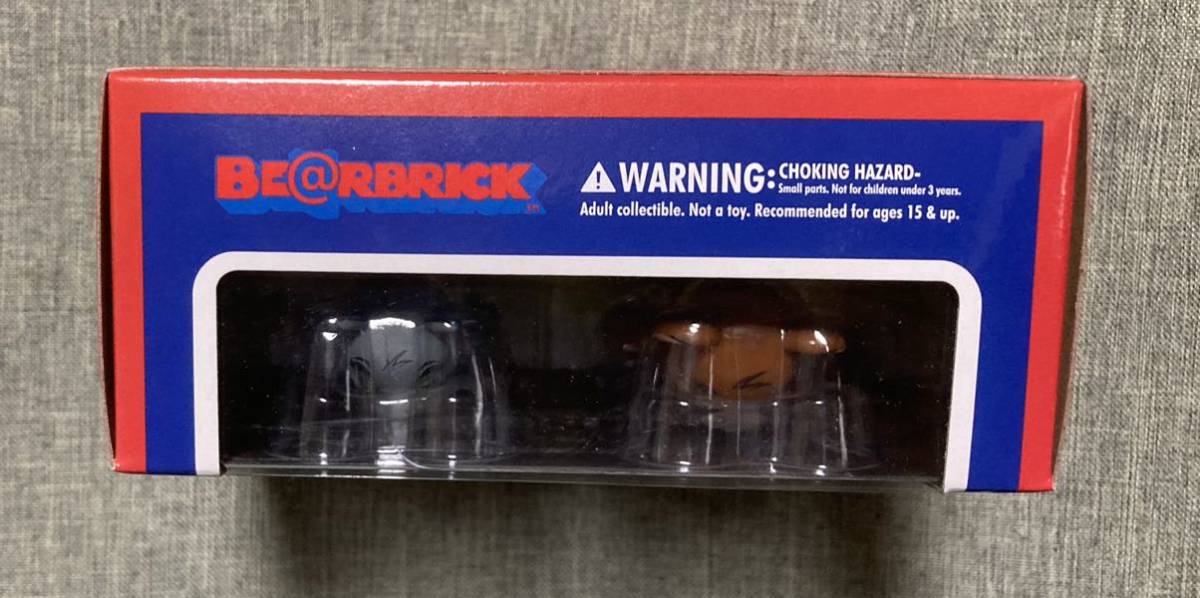 BE@RBRICK
⚠ WARNING: CHOKING HAZARD-
Small parts. Not for children under 3 years.
Adult collectible. Not a toy. Recommended for ages 15 & up.